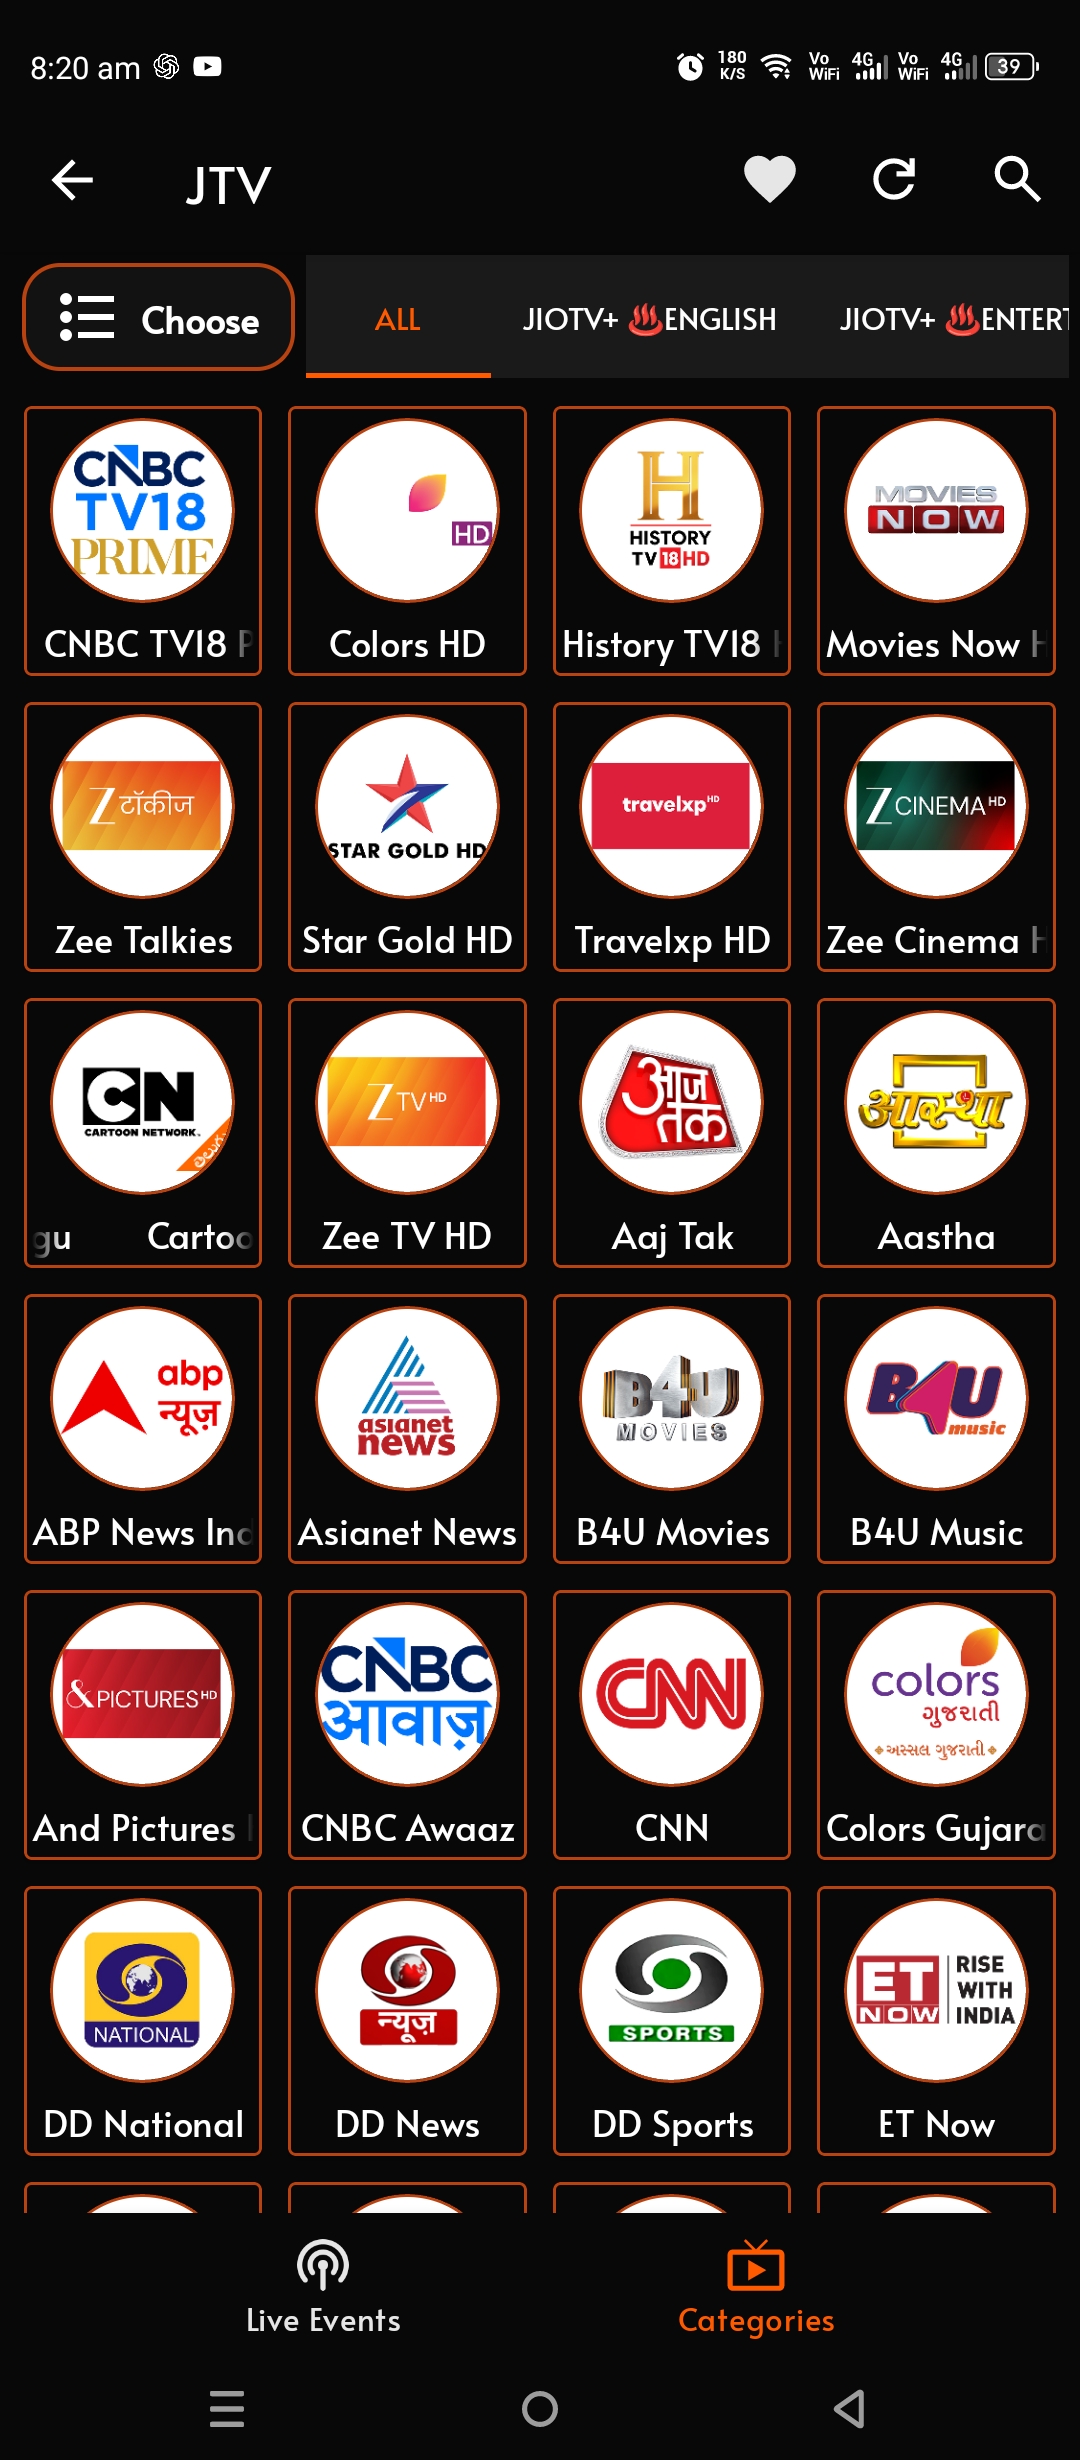 8:20 am 180 K/S Vo WiFi 4G Vo WiFi 4G 39
JTV
Choose ALL JIOTV+ ♨️ENGLISH JIOTV+ ♨️ENTERT
CNBC TV18 PRIME
HD
H HISTORY TV18HD
MOVIES NOW
CNBC TV18 P Colors HD History TV18 H Movies Now H
Z टॉकीज
STAR GOLD HD
travelxp HD
Z CINEMA HD
Zee Talkies Star Gold HD Travelxp HD Zee Cinema H
CN CARTOON NETWORK. తెలుగు
Z TV HD
आज तक
आस्था
gu Cartoo Zee TV HD Aaj Tak Aastha
abp न्यूज़
asianet news
B4U MOVIES
B4U music
ABP News Ind Asianet News B4U Movies B4U Music
&PICTURES HD
CNBC आवाज़
CNN
colors ગુજરાતી અસ્સલ ગુજરાતી
And Pictures CNBC Awaaz CNN Colors Gujara
NATIONAL
न्यूज़
SPORTS
ET NOW RISE WITH INDIA
DD National DD News DD Sports ET Now
Live Events Categories